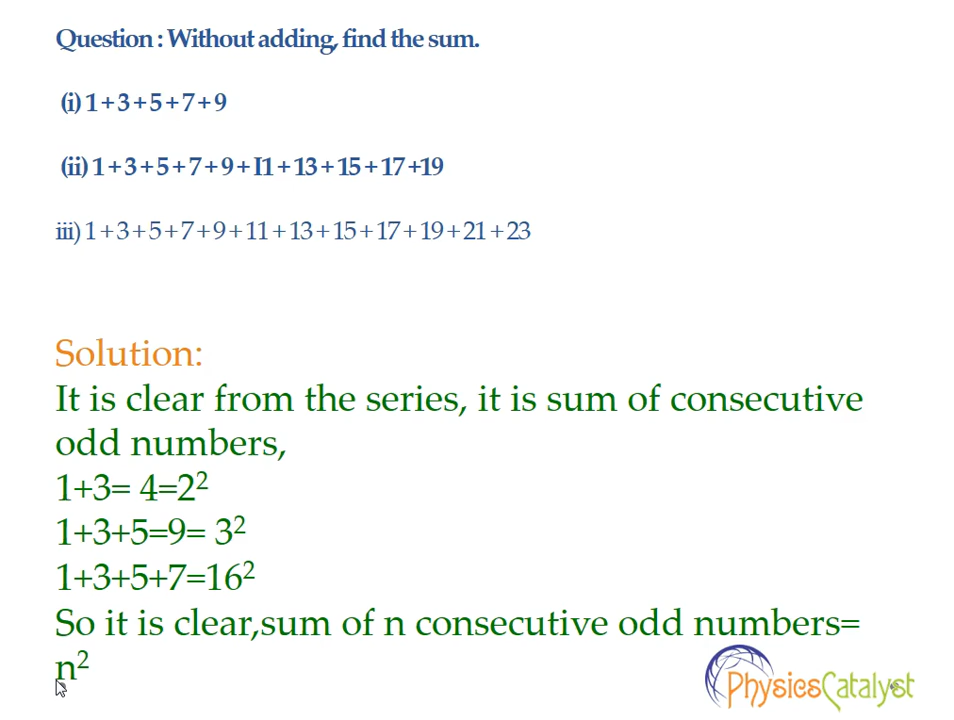 Question : Without adding, find the sum.
(i) 1 + 3 + 5 + 7 + 9
(ii) 1 + 3 + 5 + 7 + 9 + I1 + 13 + 15 + 17 +19
iii) 1 + 3 + 5 + 7 + 9 + 11 + 13 + 15 + 17 + 19 + 21 + 23
Solution:
It is clear from the series, it is sum of consecutive
odd numbers,
1+3= 4=2²
1+3+5=9= 3²
1+3+5+7=16²
So it is clear,sum of n consecutive odd numbers=
n²
PhysicsCatalyst